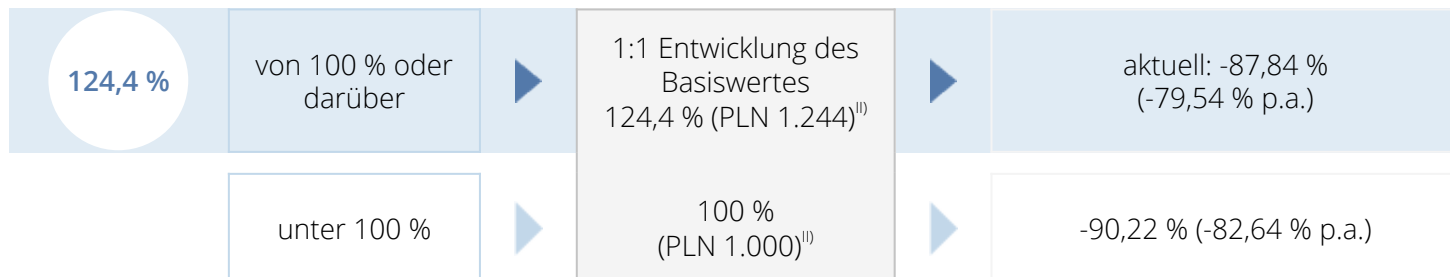 124,4 %
von 100 % oder
darüber
1:1 Entwicklung des
Basiswertes
124,4 % (PLN 1.244)II)
aktuell: -87,84 %
(-79,54 % p.a.)
unter 100 %
100 %
(PLN 1.000)II)
-90,22 % (-82,64 % p.a.)